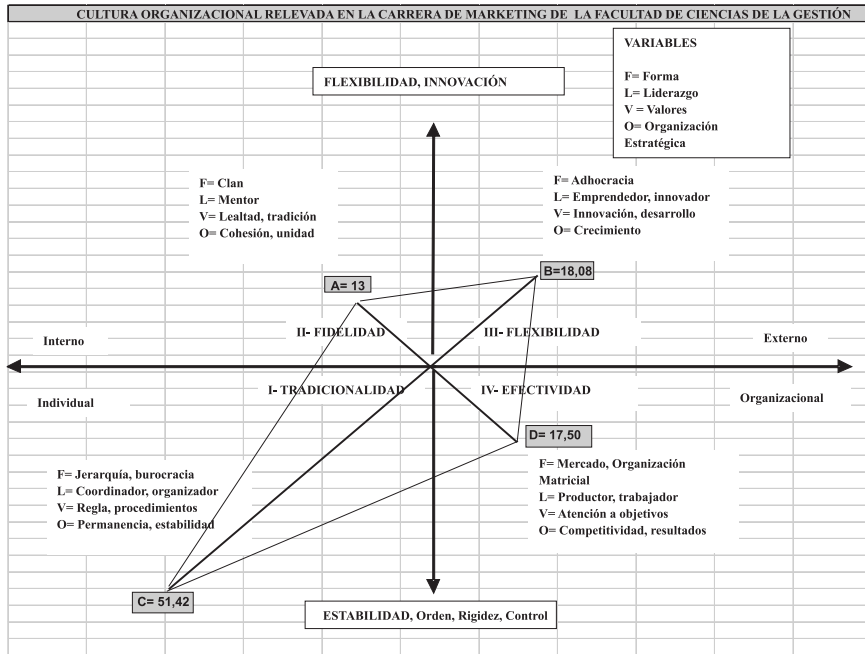 CULTURA ORGANIZACIONAL RELEVADA EN LA CARRERA DE MARKETING DE LA FACULTAD DE CIENCIAS DE LA GESTIÓN
VARIABLES
F= Forma
L= Liderazgo
V = Valores
O= Organización
Estratégica
FLEXIBILIDAD, INNOVACIÓN
F= Clan
L= Mentor
V= Lealtad, tradición
O= Cohesión, unidad
F= Adhocracia
L= Emprendedor, innovador
V= Innovación, desarrollo
O= Crecimiento
A= 13
B=18,08
II- FIDELIDAD
III- FLEXIBILIDAD
Interno
Externo
I- TRADICIONALIDAD
IV- EFECTIVIDAD
Individual
Organizacional
D= 17,50
F= Jerarquía, burocracia
L= Coordinador, organizador
V= Regla, procedimientos
O= Permanencia, estabilidad
F= Mercado, Organización
Matricial
L= Productor, trabajador
V= Atención a objetivos
O= Competitividad, resultados
C= 51,42
ESTABILIDAD, Orden, Rigidez, Control